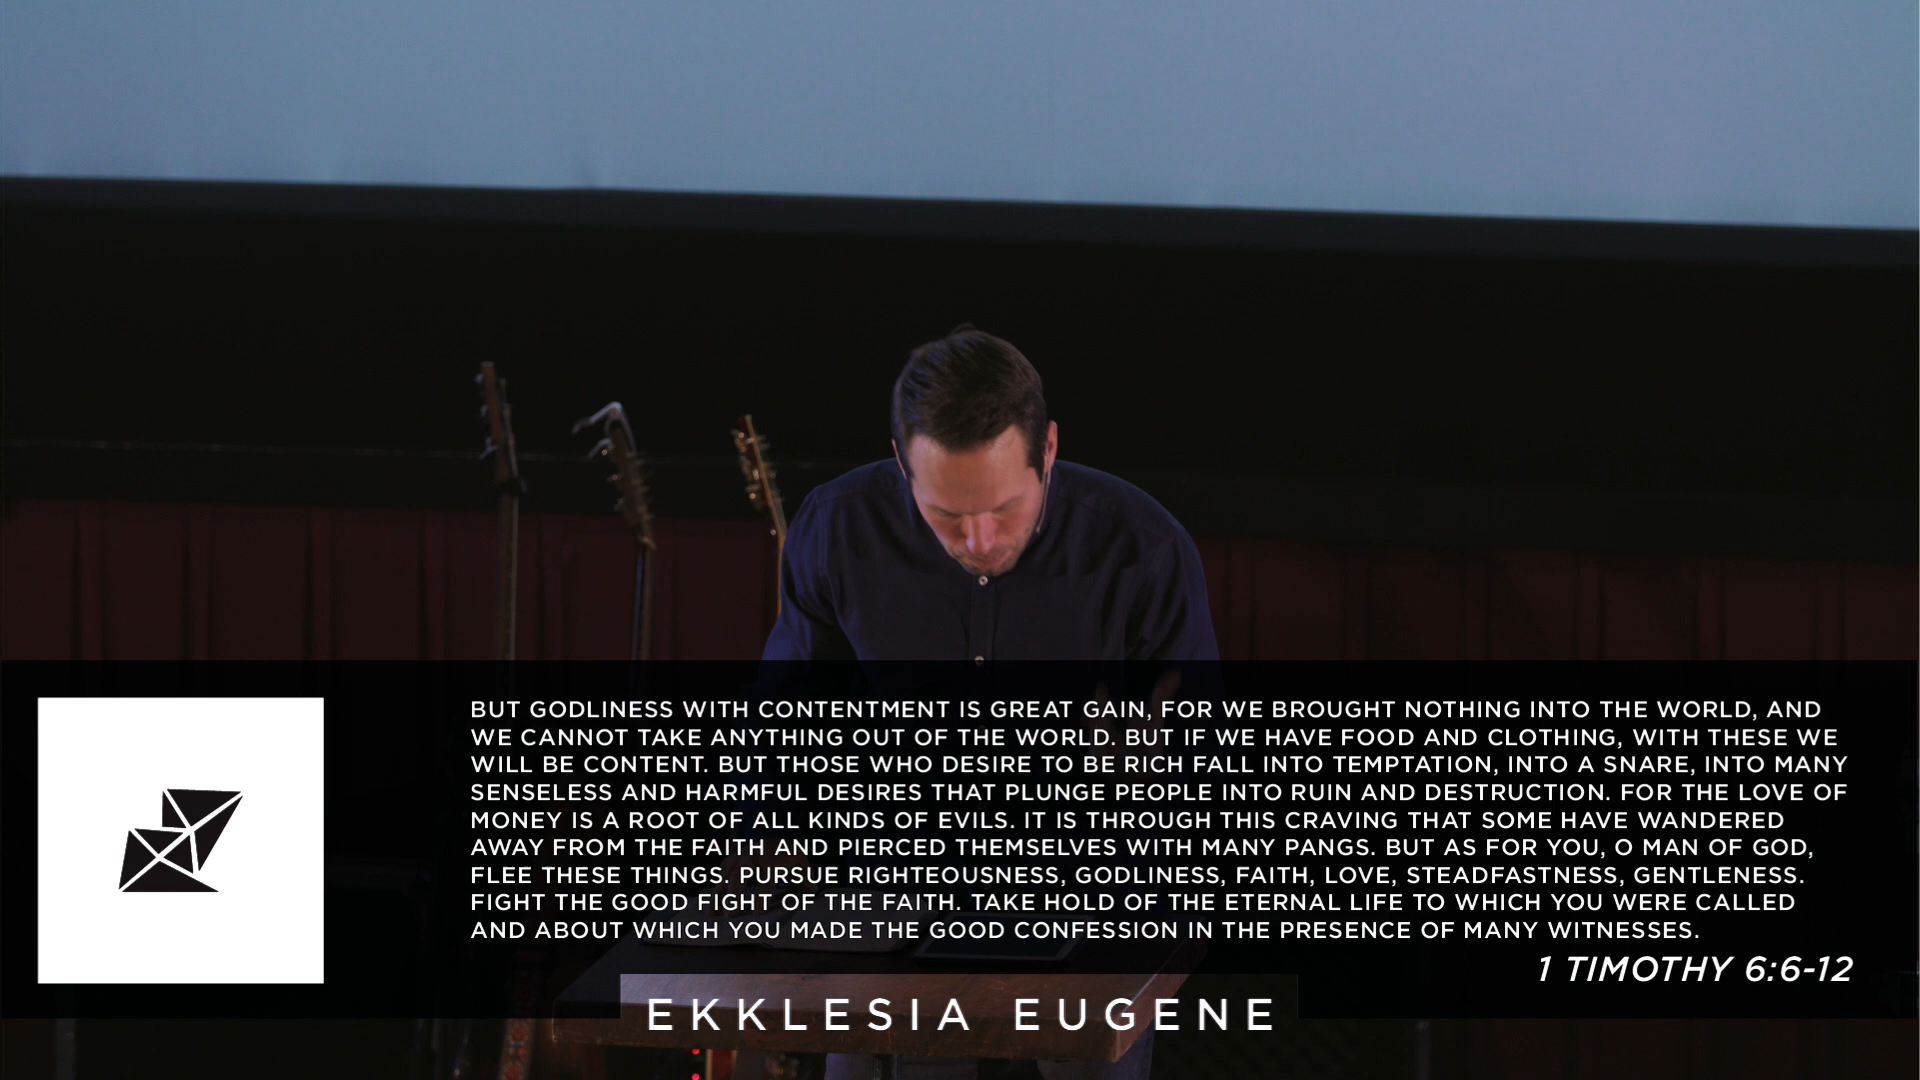 BUT GODLINESS WITH CONTENTMENT IS GREAT GAIN, FOR WE BROUGHT NOTHING INTO THE WORLD, AND
WE CANNOT TAKE ANYTHING OUT OF THE WORLD. BUT IF WE HAVE FOOD AND CLOTHING, WITH THESE WE
WILL BE CONTENT. BUT THOSE WHO DESIRE TO BE RICH FALL INTO TEMPTATION, INTO A SNARE, INTO MANY
SENSELESS AND HARMFUL DESIRES THAT PLUNGE PEOPLE INTO RUIN AND DESTRUCTION. FOR THE LOVE OF
MONEY IS A ROOT OF ALL KINDS OF EVILS. IT IS THROUGH THIS CRAVING THAT SOME HAVE WANDERED
AWAY FROM THE FAITH AND PIERCED THEMSELVES WITH MANY PANGS. BUT AS FOR YOU, O MAN OF GOD,
FLEE THESE THINGS. PURSUE RIGHTEOUSNESS, GODLINESS, FAITH, LOVE, STEADFASTNESS, GENTLENESS.
FIGHT THE GOOD FIGHT OF THE FAITH. TAKE HOLD OF THE ETERNAL LIFE TO WHICH YOU WERE CALLED
AND ABOUT WHICH YOU MADE THE GOOD CONFESSION IN THE PRESENCE OF MANY WITNESSES.
1 TIMOTHY 6:6-12
EKKLESIA EUGENE